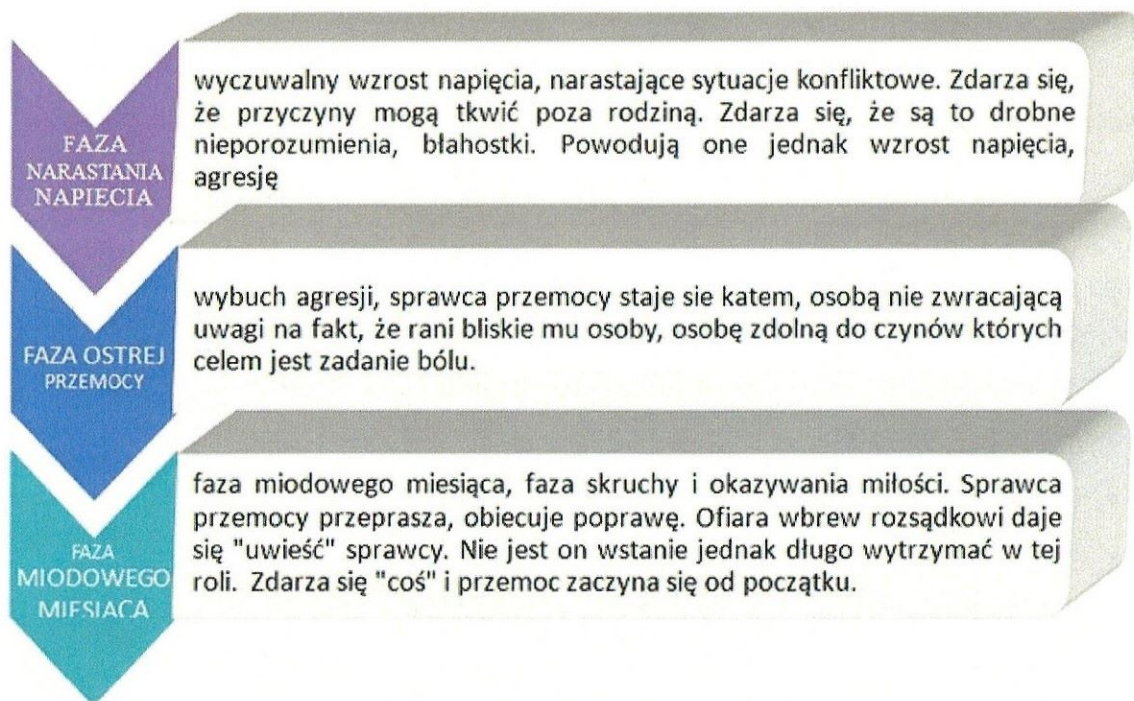 FAZA
NARASTANIA
NAPIECIA
wyczuwalny wzrost napięcia, narastające sytuacje konfliktowe. Zdarza się,
że przyczyny mogą tkwić poza rodziną. Zdarza się, że są to drobne
nieporozumienia, błahostki. Powodują one jednak wzrost napięcia,
agresję
FAZA OSTREJ
PRZEMOCY
wybuch agresji, sprawca przemocy staje sie katem, osobą nie zwracającą
uwagi na fakt, że rani bliskie mu osoby, osobę zdolną do czynów których
celem jest zadanie bólu.
FAZA
MIODOWEGO
MIESIACA
faza miodowego miesiąca, faza skruchy i okazywania miłości. Sprawca
przemocy przeprasza, obiecuje poprawę. Ofiara wbrew rozsądkowi daje
się "uwieść" sprawcy. Nie jest on wstanie jednak długo wytrzymać w tej
roli. Zdarza się "coś" i przemoc zaczyna się od początku.